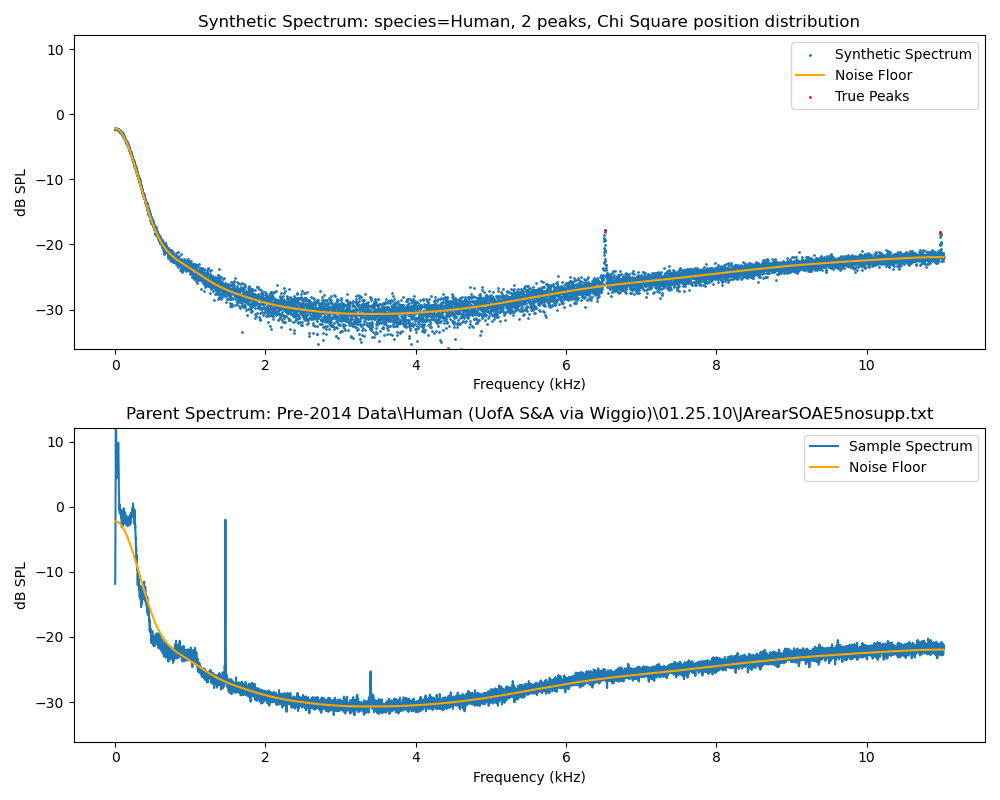 Synthetic Spectrum: species=Human, 2 peaks, Chi Square position distribution
10
0
−10
−20
−30
dB SPL
Synthetic Spectrum
Noise Floor
True Peaks
0 2 4 6 8 10
Frequency (kHz)
Parent Spectrum: Pre-2014 Data\Human (UofA S&A via Wiggio)\01.25.10\JArearSOAE5nosupp.txt
10
0
−10
−20
−30
dB SPL
Sample Spectrum
Noise Floor
0 2 4 6 8 10
Frequency (kHz)